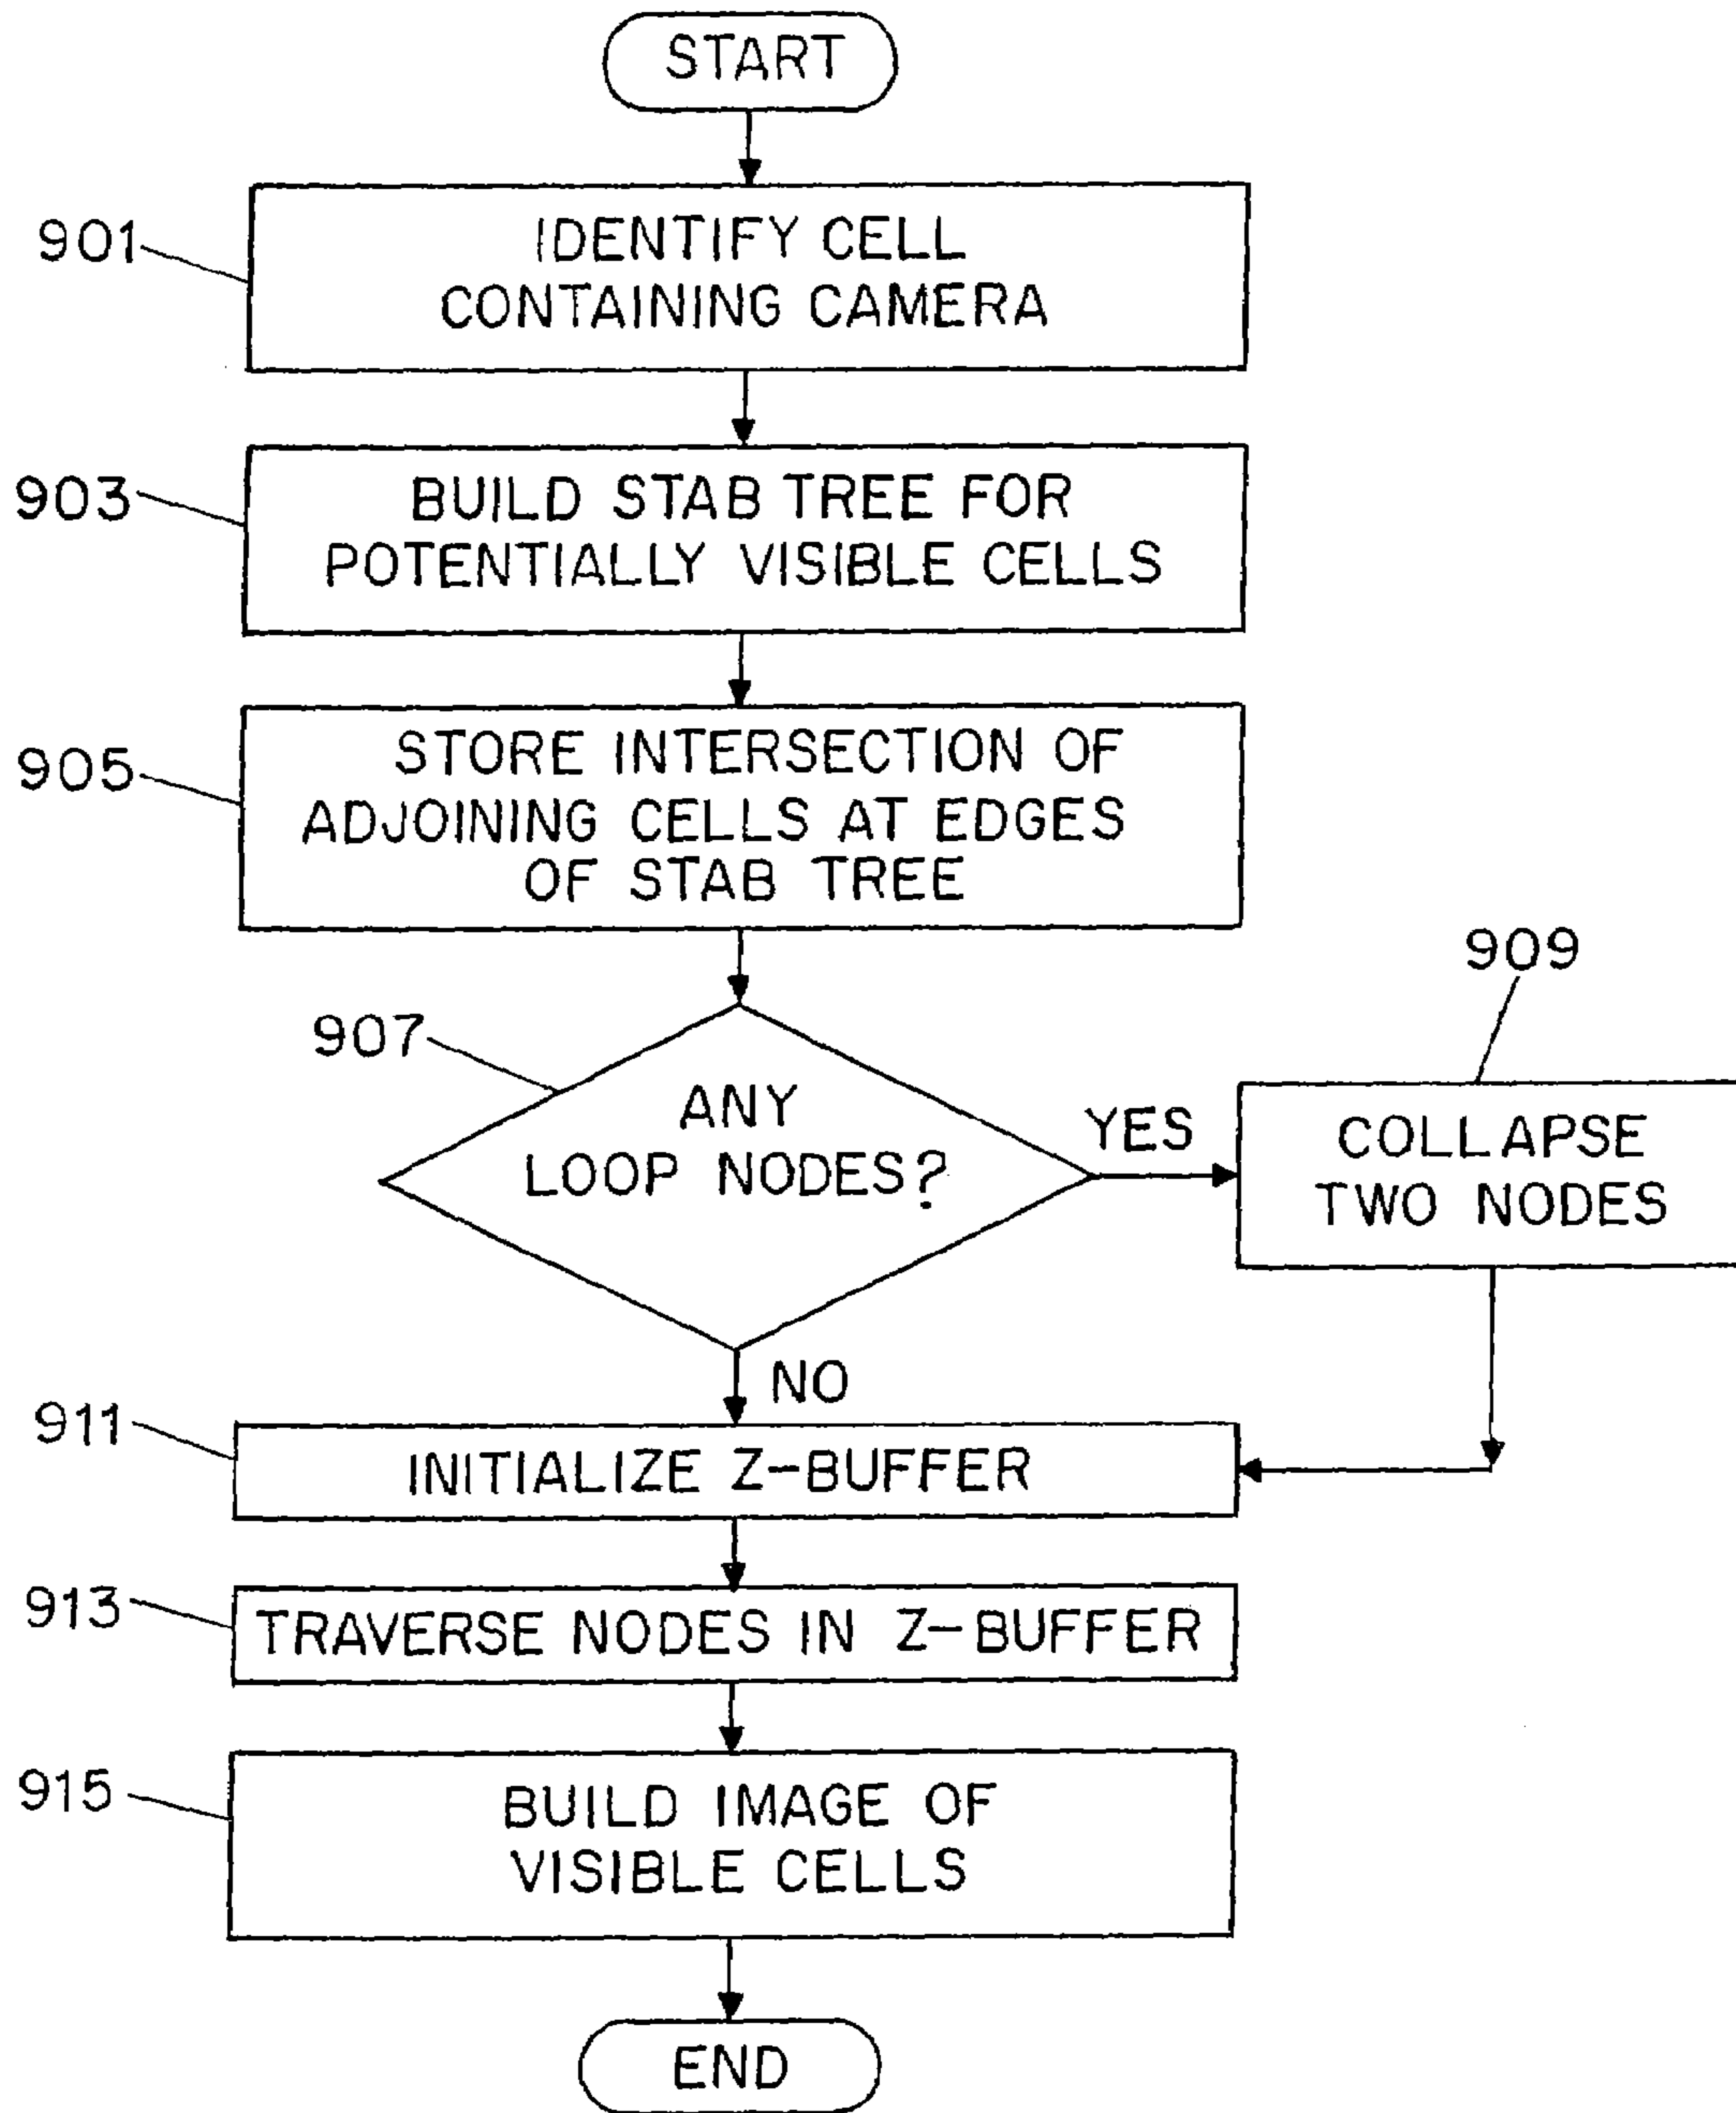 START
901
IDENTIFY CELL
CONTAINING CAMERA
903
BUILD STAB TREE FOR
POTENTIALLY VISIBLE CELLS
905
STORE INTERSECTION OF
ADJOINING CELLS AT EDGES
OF STAB TREE
907
ANY
LOOP NODES?
YES
909
COLLAPSE
TWO NODES
NO
911
INITIALIZE Z-BUFFER
913
TRAVERSE NODES IN Z-BUFFER
915
BUILD IMAGE OF
VISIBLE CELLS
END